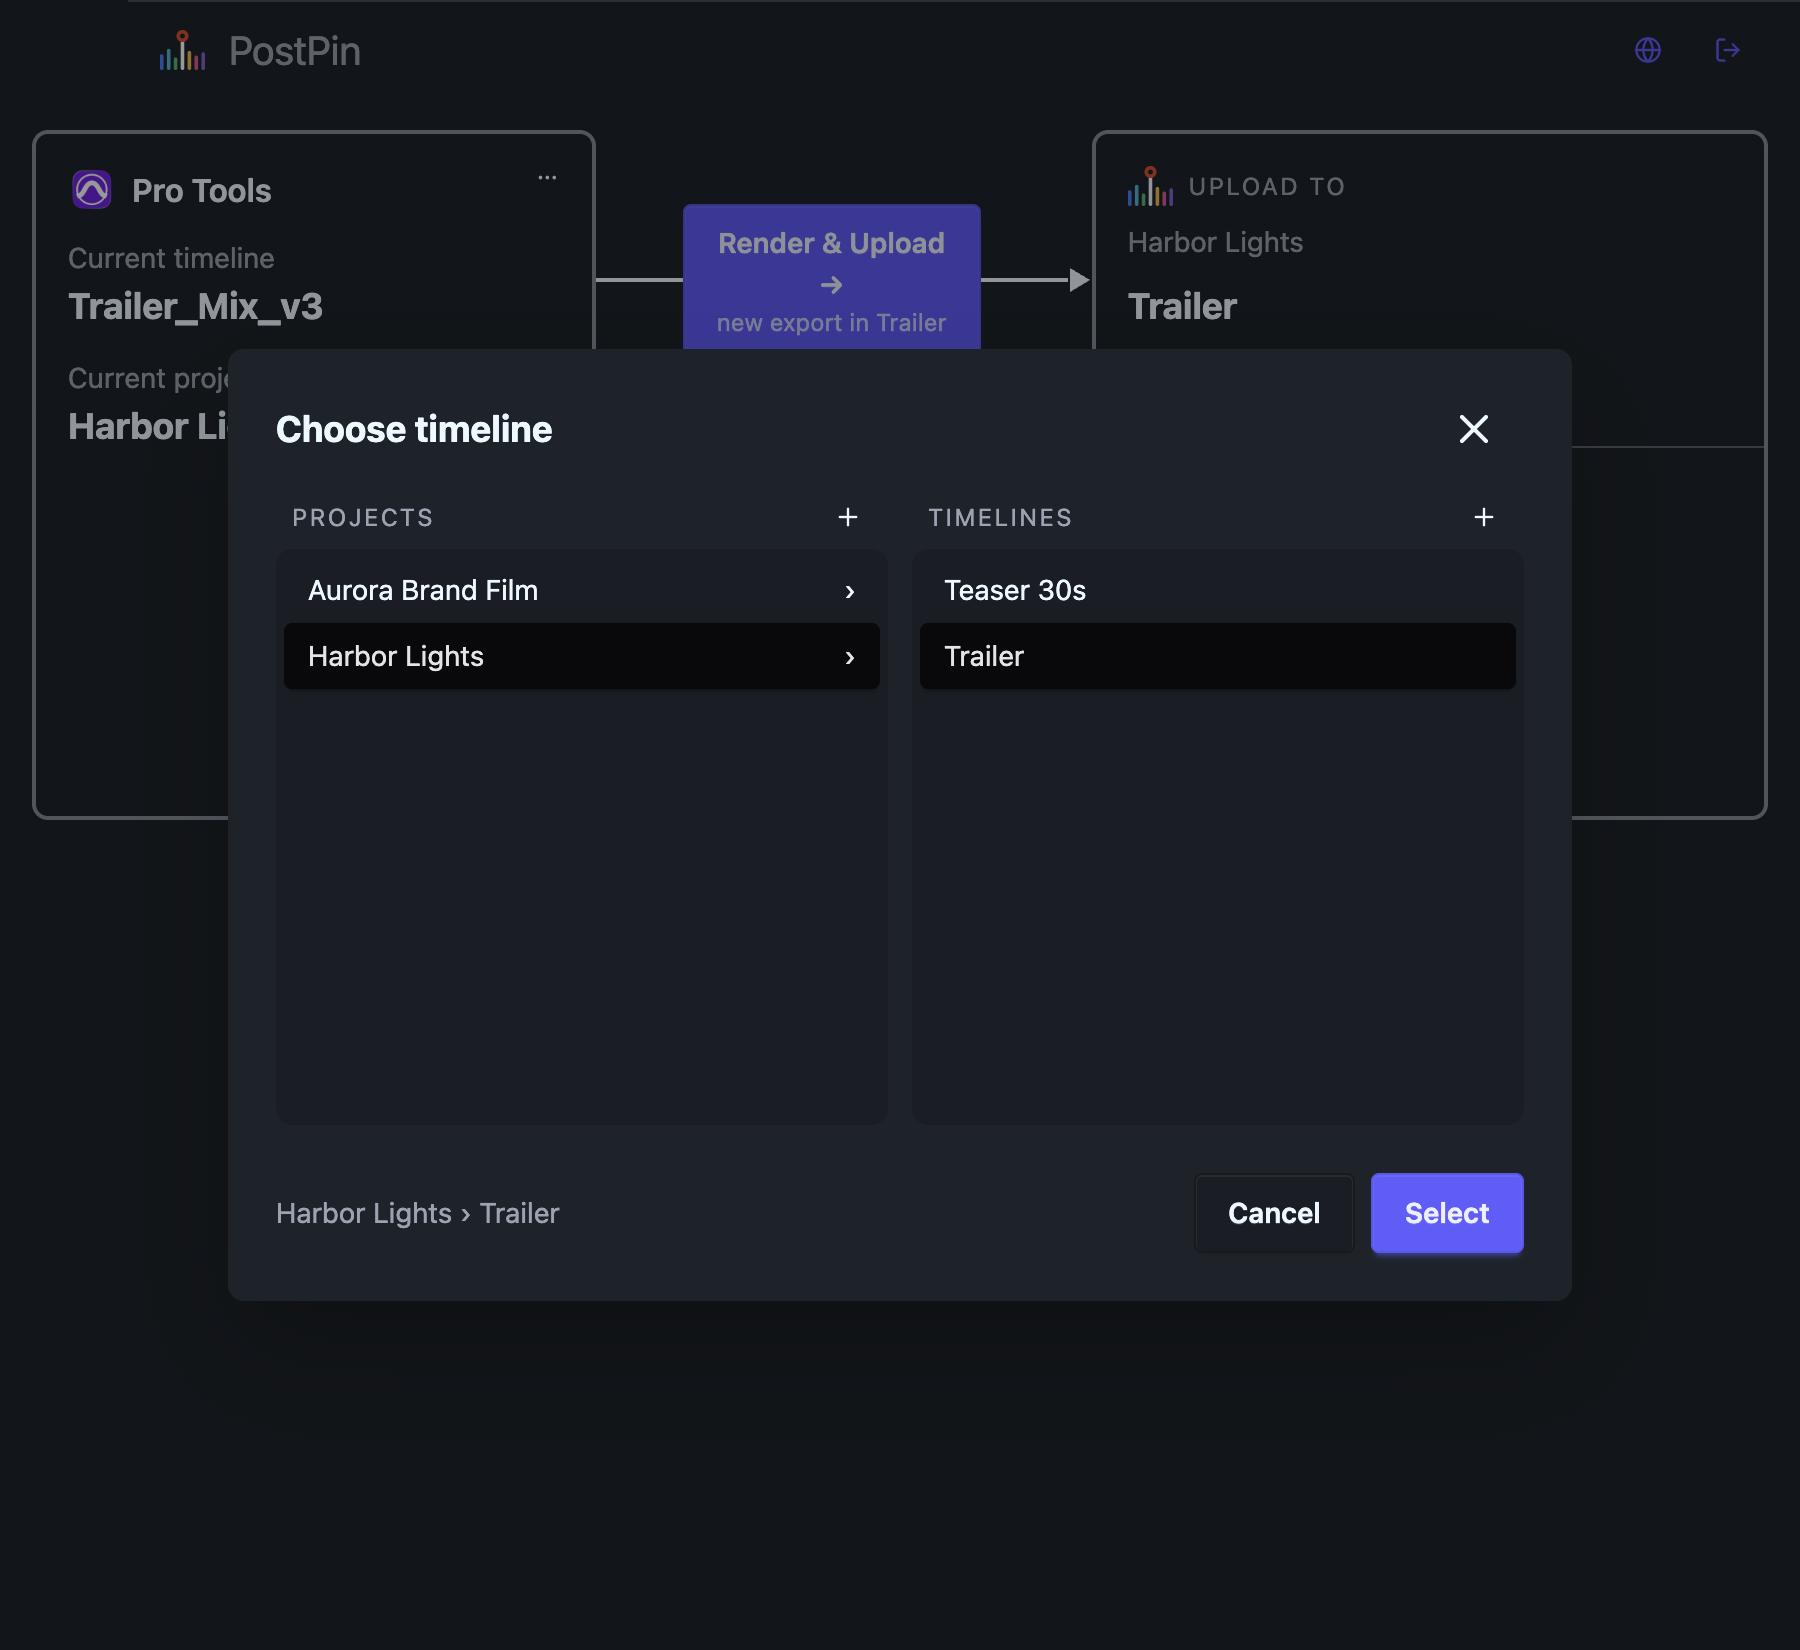 PostPin
Pro Tools
...
Current timeline
Trailer_Mix_v3
Current proje
Harbor Li
Render & Upload
→
new export in Trailer
UPLOAD TO
Harbor Lights
Trailer
Choose timeline
PROJECTS +
Aurora Brand Film ›
Harbor Lights ›
TIMELINES +
Teaser 30s
Trailer
Harbor Lights › Trailer
Cancel
Select